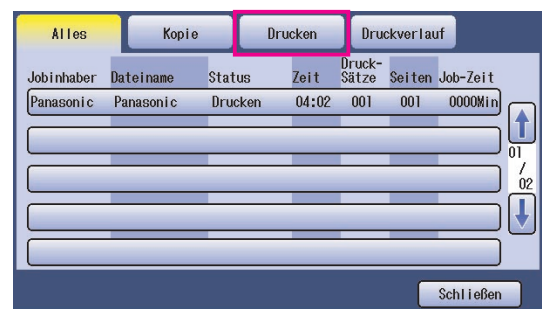 Alles Kopie Drucken Druckverlauf
Jobinhaber Dateiname Status Zeit Druck-Sätze Seiten Job-Zeit
Panasonic Panasonic Drucken 04:02 001 001 0000Min
01
/
02
Schließen